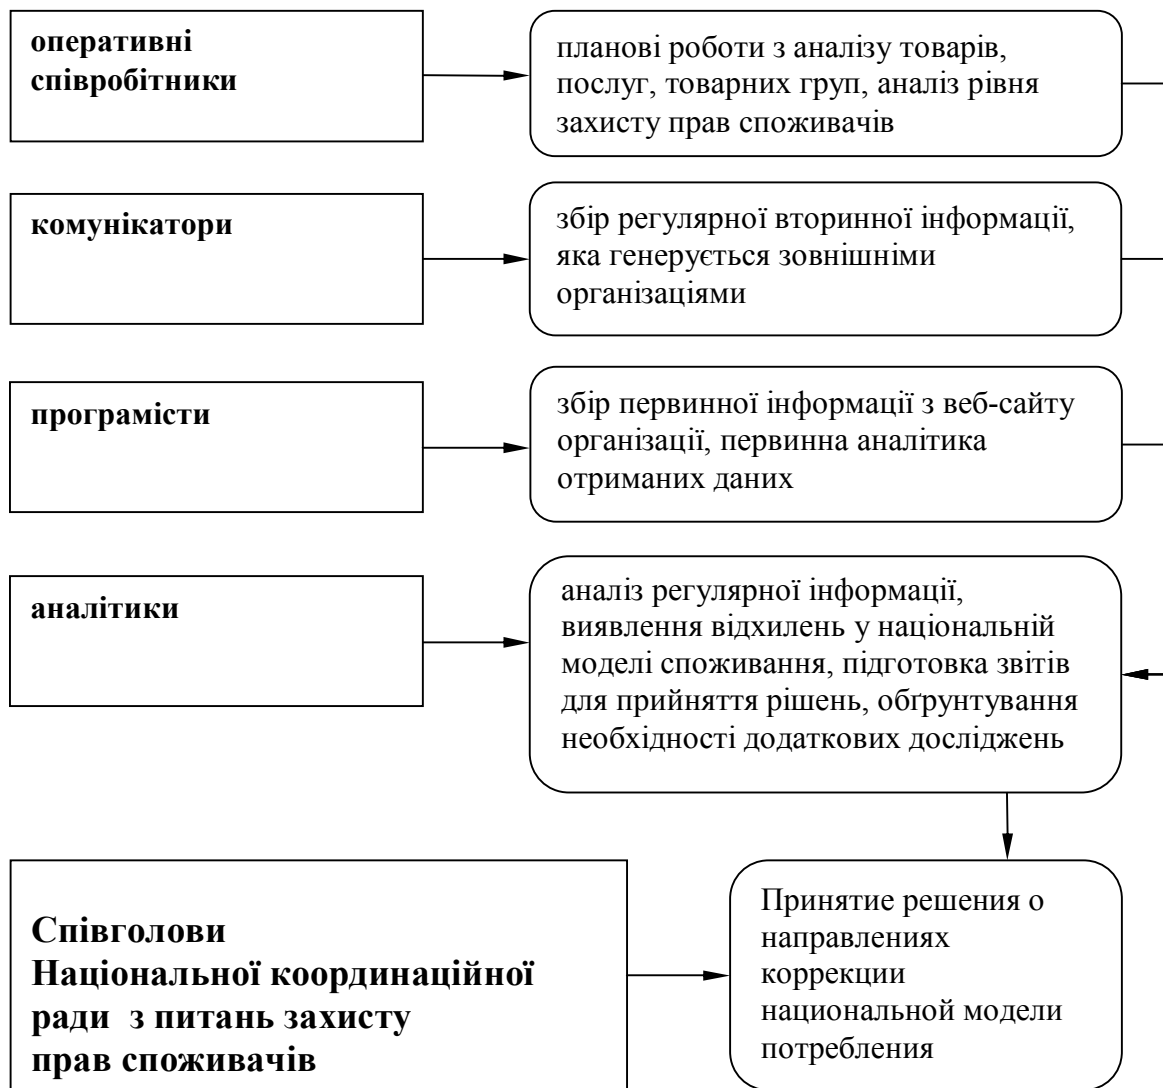 оперативні
співробітники
планові роботи з аналізу товарів,
послуг, товарних груп, аналіз рівня
захисту прав споживачів
комунікатори
збір регулярної вторинної інформації,
яка генерується зовнішніми
організаціями
програмісти
збір первинної інформації з веб-сайту
організації, первинна аналітика
отриманих даних
аналітики
аналіз регулярної інформації,
виявлення відхилень у національній
моделі споживання, підготовка звітів
для прийняття рішень, обґрунтування
необхідності додаткових досліджень
Співголови
Національної координаційної
ради з питань захисту
прав споживачів
Принятие решения о
направлениях
коррекции
национальной модели
потребления